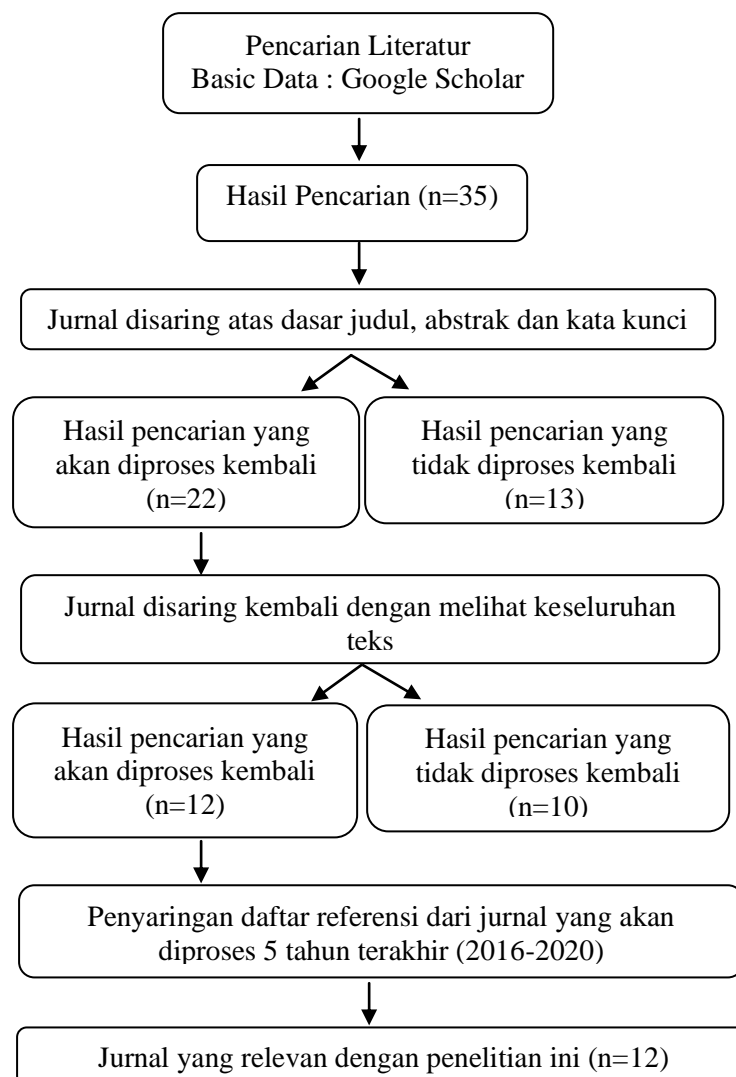 Pencarian Literatur
Basic Data : Google Scholar
Hasil Pencarian (n=35)
Jurnal disaring atas dasar judul, abstrak dan kata kunci
Hasil pencarian yang
akan diproses kembali
(n=22)
Hasil pencarian yang
tidak diproses kembali
(n=13)
Jurnal disaring kembali dengan melihat keseluruhan
teks
Hasil pencarian yang
akan diproses kembali
(n=12)
Hasil pencarian yang
tidak diproses kembali
(n=10)
Penyaringan daftar referensi dari jurnal yang akan
diproses 5 tahun terakhir (2016-2020)
Jurnal yang relevan dengan penelitian ini (n=12)